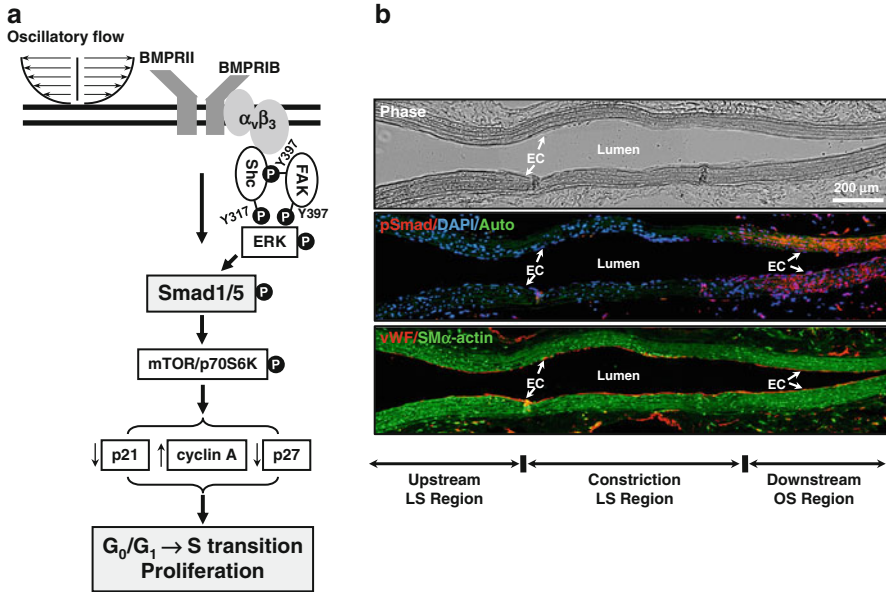 a
Oscillatory flow
BMPRII
BMPRIB
αvβ3
Shc
Y397
FAK
P
Y317
P
P
Y397
ERK
P
Smad1/5
P
mTOR/p70S6K
P
↓ p21
↑ cyclin A
↓ p27
G0/G1 → S transition
Proliferation
b
Phase
EC
Lumen
200 µm
pSmad/DAPI/Auto
EC
Lumen
EC
vWF/SMα-actin
EC
Lumen
EC
Upstream
LS Region
Constriction
LS Region
Downstream
OS Region